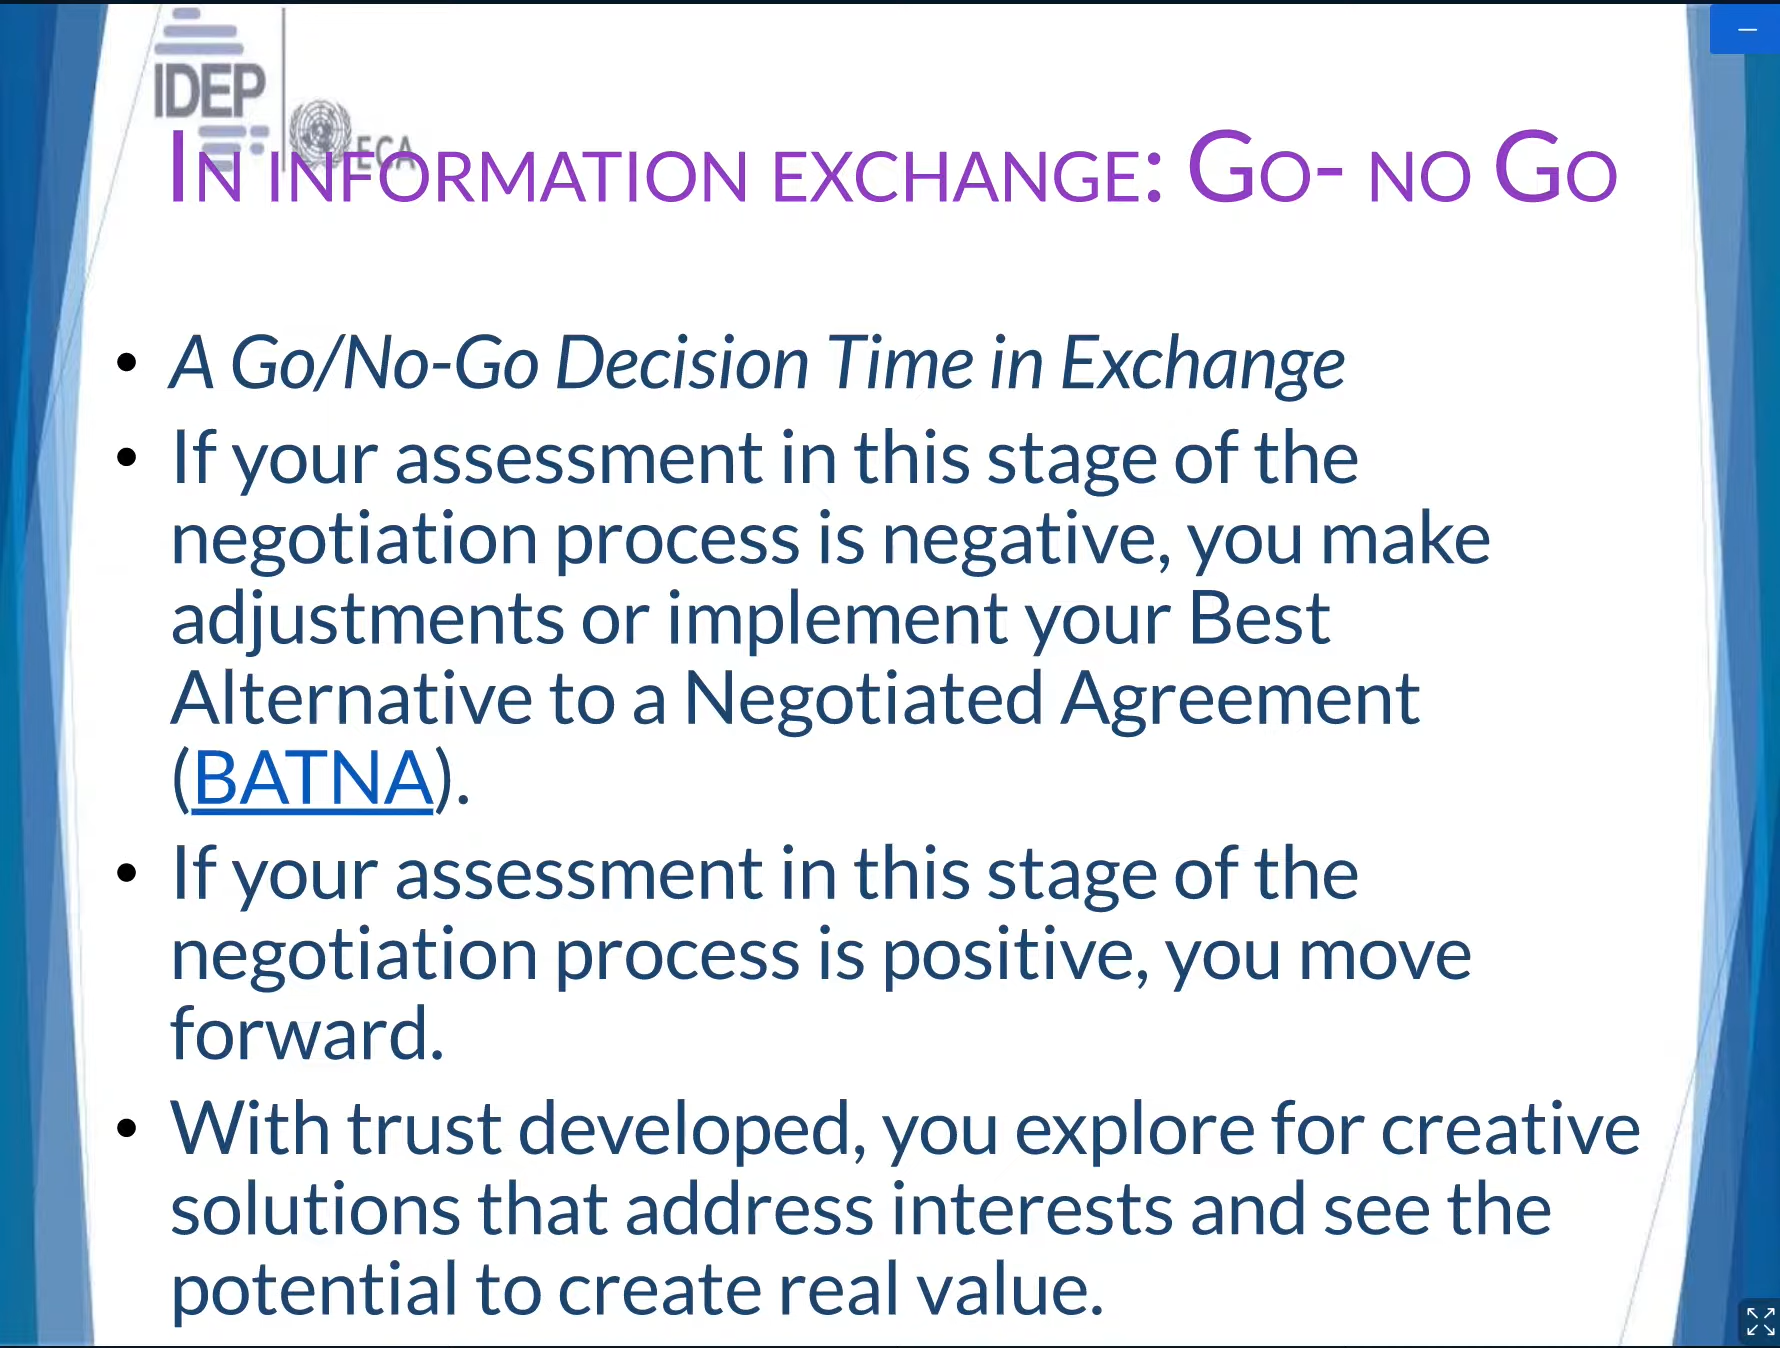 IDEP
ECA
In information exchange: Go- no Go
• A Go/No-Go Decision Time in Exchange
• If your assessment in this stage of the
negotiation process is negative, you make
adjustments or implement your Best
Alternative to a Negotiated Agreement
(BATNA).
• If your assessment in this stage of the
negotiation process is positive, you move
forward.
• With trust developed, you explore for creative
solutions that address interests and see the
potential to create real value.